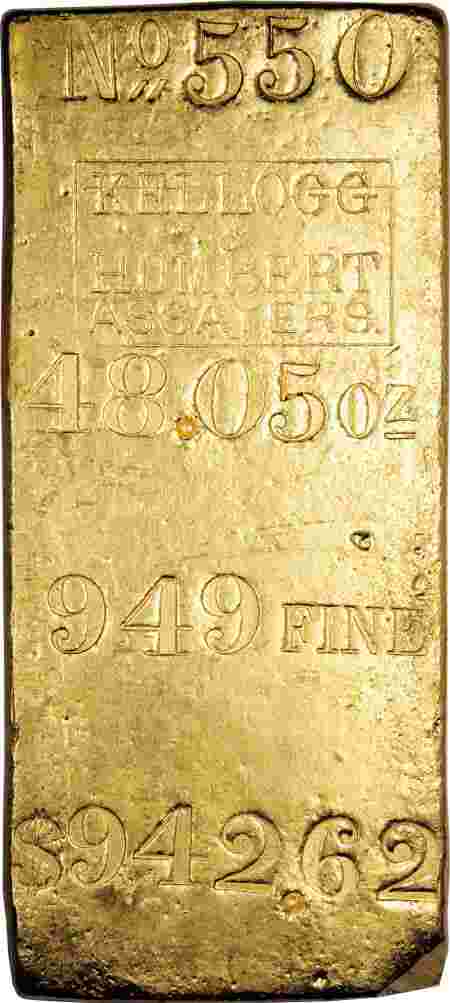 No 550
KELLOGG
&
HUMBERT
ASSAYERS.
48.05 oz
949 FINE
$942.62